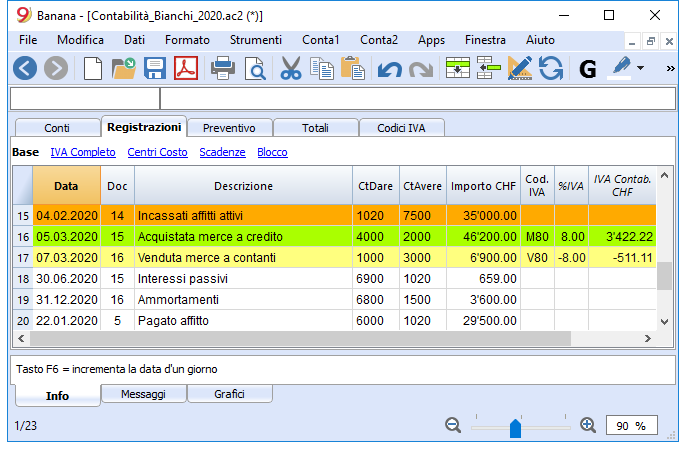 Banana - [Contabilità_Bianchi_2020.ac2 (*)]
File Modifica Dati Formato Strumenti Conta1 Conta2 Apps Finestra Aiuto
G »
Conti Registrazioni Preventivo Totali Codici IVA
Base IVA Completo Centri Costo Scadenze Blocco
Data Doc Descrizione CtDare CtAvere Importo CHF Cod. IVA %IVA IVA Contab. CHF
15 04.02.2020 14 Incassati affitti attivi 1020 7500 35'000.00
16 05.03.2020 15 Acquistata merce a credito 4000 2000 46'200.00 M80 8.00 3'422.22
17 07.03.2020 16 Venduta merce a contanti 1000 3000 6'900.00 V80 -8.00 -511.11
18 30.06.2020 15 Interessi passivi 6900 1020 659.00
19 31.12.2020 16 Ammortamenti 6800 1500 3'600.00
20 22.01.2020 5 Pagato affitto 6000 1020 29'500.00
Tasto F6 = incrementa la data d'un giorno
Info Messaggi Grafici
1/23 90 %